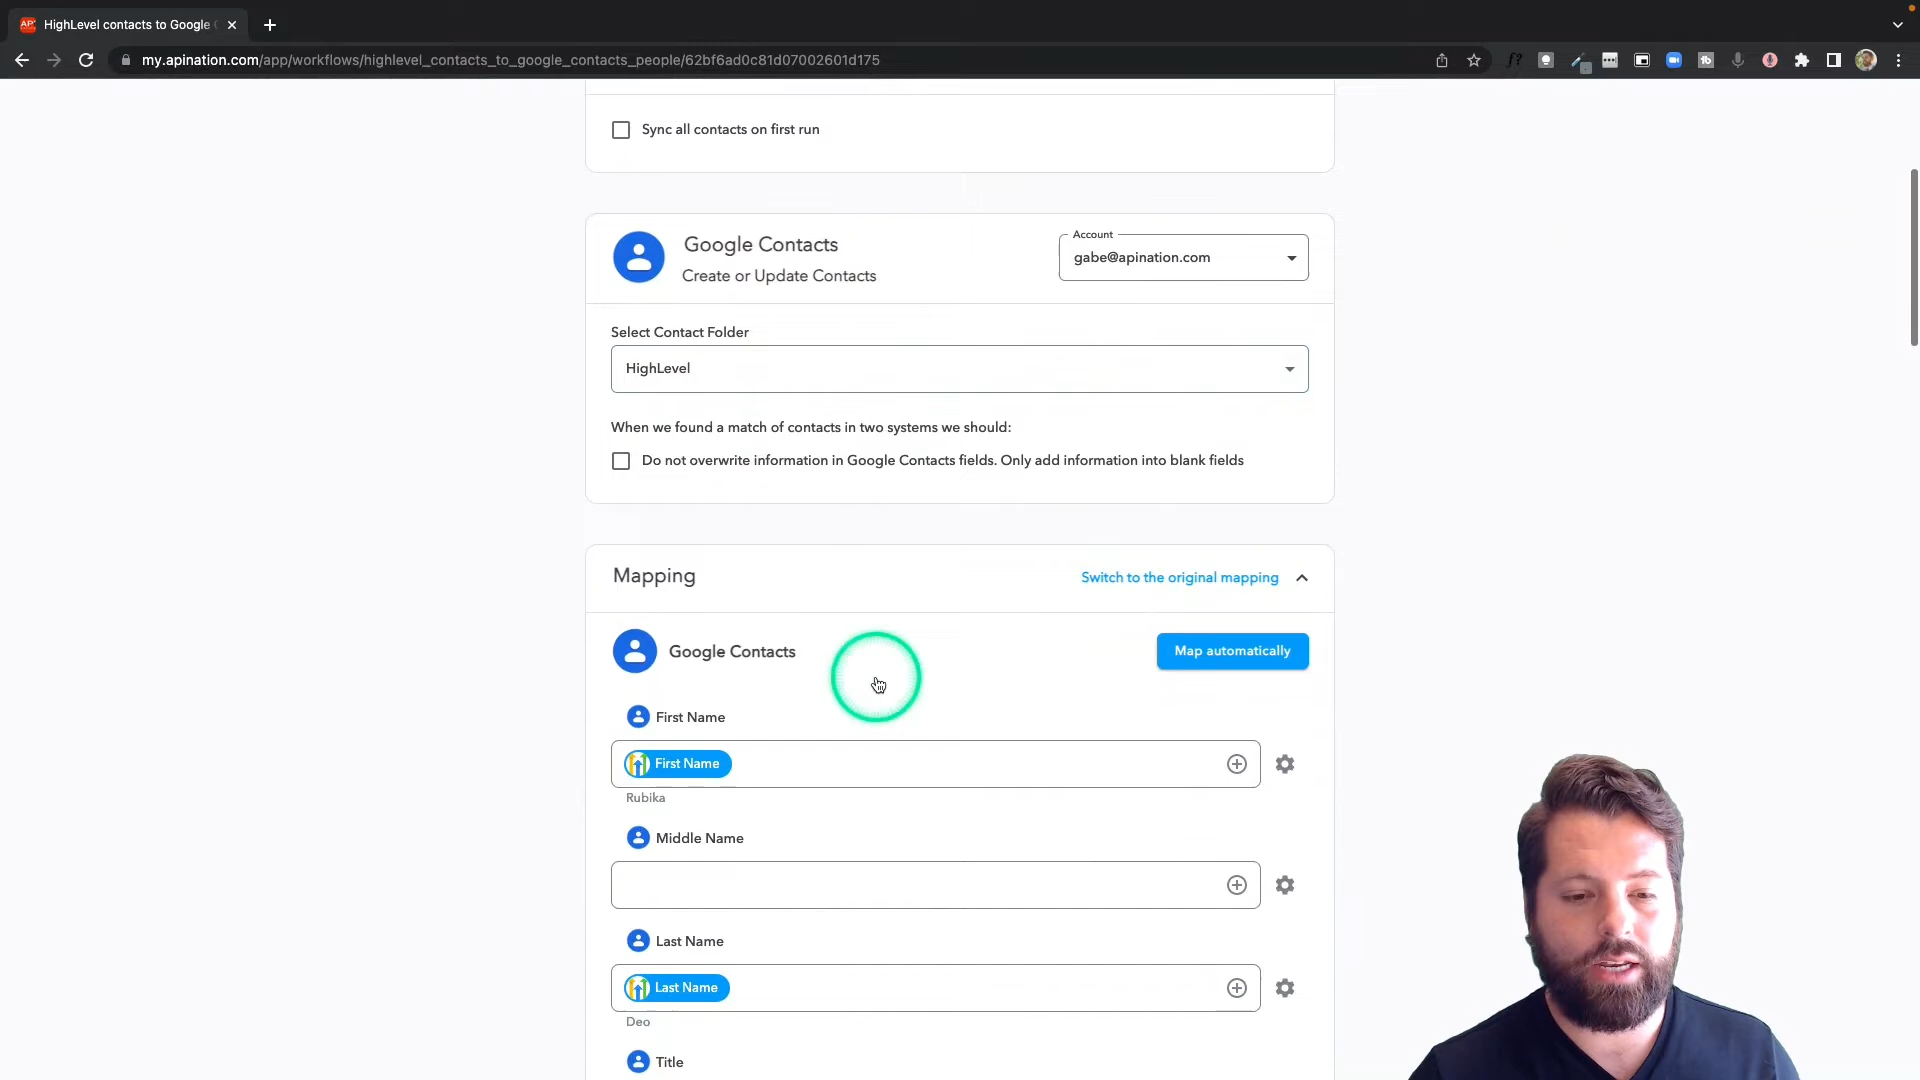 HighLevel contacts to Google
my.apination.com/app/workflows/highlevel_contacts_to_google_contacts_people/62bf6ad0c81d07002601d175
Sync all contacts on first run
Google Contacts
Create or Update Contacts
Account
gabe@apination.com
Select Contact Folder
HighLevel
When we found a match of contacts in two systems we should:
Do not overwrite information in Google Contacts fields. Only add information into blank fields
Mapping
Switch to the original mapping
Google Contacts
Map automatically
First Name
First Name
Rubika
Middle Name
Last Name
Last Name
Deo
Title